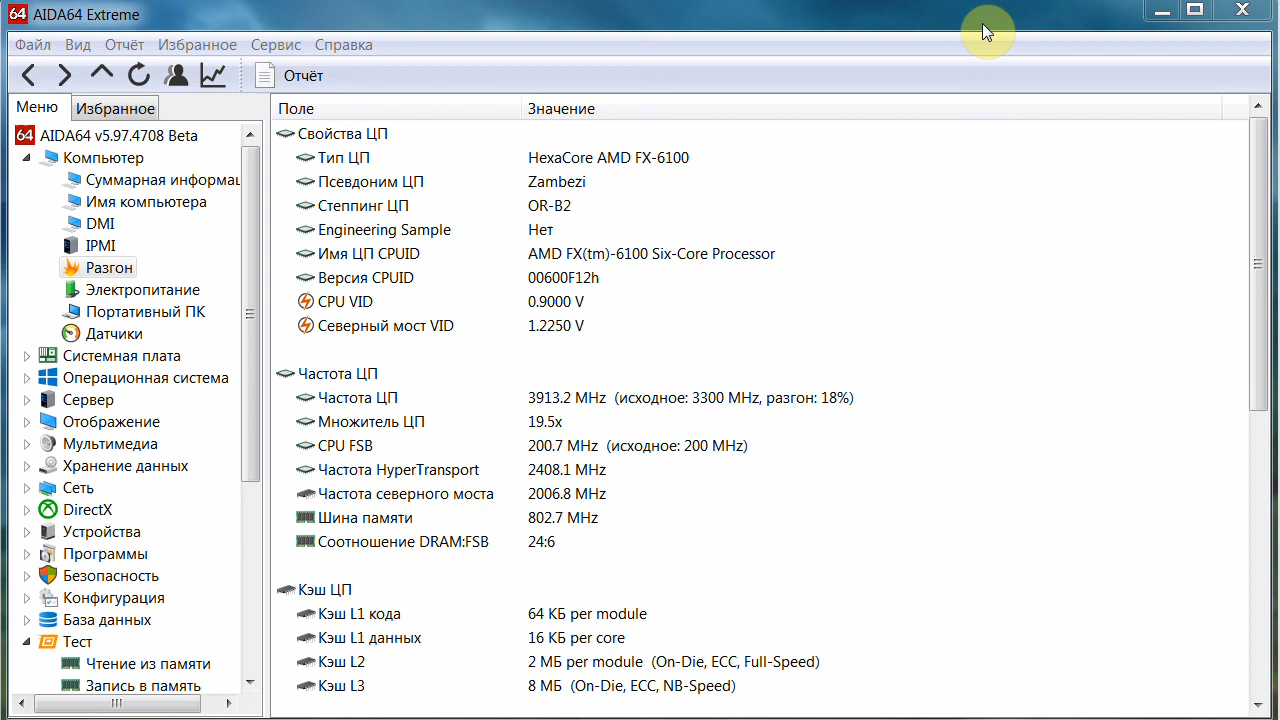 64 AIDA64 Extreme
Файл Вид Отчёт Избранное Сервис Справка
Отчёт
Меню Избранное
64 AIDA64 v5.97.4708 Beta
Компьютер
Суммарная информац
Имя компьютера
DMI
IPMI
Разгон
Электропитание
Портативный ПК
Датчики
Системная плата
Операционная система
Сервер
Отображение
Мультимедиа
Хранение данных
Сеть
DirectX
Устройства
Программы
Безопасность
Конфигурация
База данных
Тест
Чтение из памяти
Запись в память
Поле Значение
Свойства ЦП
Тип ЦП HexaCore AMD FX-6100
Псевдоним ЦП Zambezi
Степпинг ЦП OR-B2
Engineering Sample Нет
Имя ЦП CPUID AMD FX(tm)-6100 Six-Core Processor
Версия CPUID 00600F12h
CPU VID 0.9000 V
Северный мост VID 1.2250 V
Частота ЦП
Частота ЦП 3913.2 MHz (исходное: 3300 MHz, разгон: 18%)
Множитель ЦП 19.5x
CPU FSB 200.7 MHz (исходное: 200 MHz)
Частота HyperTransport 2408.1 MHz
Частота северного моста 2006.8 MHz
Шина памяти 802.7 MHz
Соотношение DRAM:FSB 24:6
Кэш ЦП
Кэш L1 кода 64 КБ per module
Кэш L1 данных 16 КБ per core
Кэш L2 2 МБ per module (On-Die, ECC, Full-Speed)
Кэш L3 8 МБ (On-Die, ECC, NB-Speed)